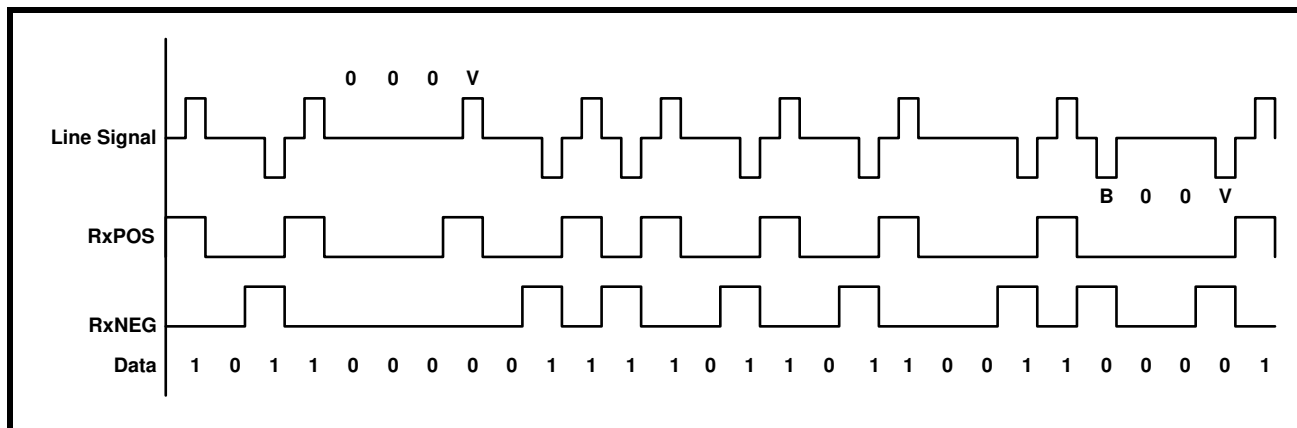 0 0 0 V
Line Signal
B 0 0 V
RxPOS
RxNEG
Data 1 0 1 1 0 0 0 0 0 1 1 1 1 0 1 1 0 1 1 0 0 1 1 0 0 0 0 1